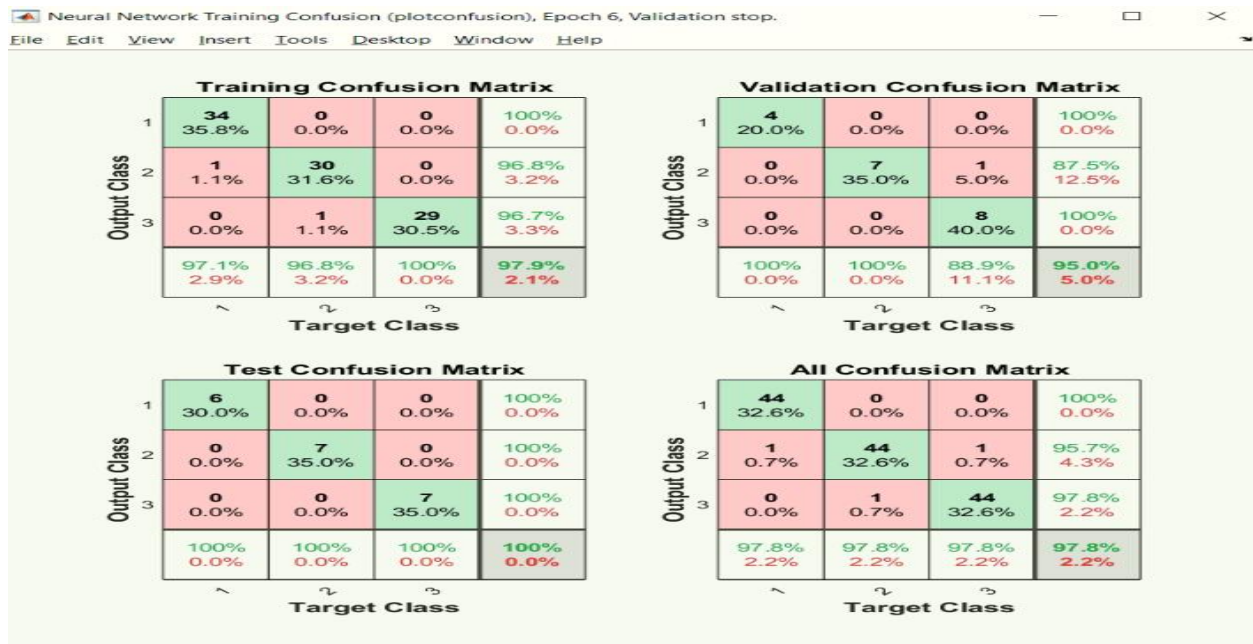 Neural Network Training Confusion (plotconfusion), Epoch 6, Validation stop.
File Edit View Insert Tools Desktop Window Help
Training Confusion Matrix
1 34 0 0 100%
35.8% 0.0% 0.0% 0.0%
2 1 30 0 96.8%
1.1% 31.6% 0.0% 3.2%
3 0 1 29 96.7%
0.0% 1.1% 30.5% 3.3%
97.1% 96.8% 100% 97.9%
2.9% 3.2% 0.0% 2.1%
1 2 3
Target Class
Output Class
Validation Confusion Matrix
1 4 0 0 100%
20.0% 0.0% 0.0% 0.0%
2 0 7 1 87.5%
0.0% 35.0% 5.0% 12.5%
3 0 0 8 100%
0.0% 0.0% 40.0% 0.0%
100% 100% 88.9% 95.0%
0.0% 0.0% 11.1% 5.0%
1 2 3
Target Class
Output Class
Test Confusion Matrix
1 6 0 0 100%
30.0% 0.0% 0.0% 0.0%
2 0 7 0 100%
0.0% 35.0% 0.0% 0.0%
3 0 0 7 100%
0.0% 0.0% 35.0% 0.0%
100% 100% 100% 100%
0.0% 0.0% 0.0% 0.0%
1 2 3
Target Class
Output Class
All Confusion Matrix
1 44 0 0 100%
32.6% 0.0% 0.0% 0.0%
2 1 44 1 95.7%
0.7% 32.6% 0.7% 4.3%
3 0 1 44 97.8%
0.0% 0.7% 32.6% 2.2%
97.8% 97.8% 97.8% 97.8%
2.2% 2.2% 2.2% 2.2%
1 2 3
Target Class
Output Class